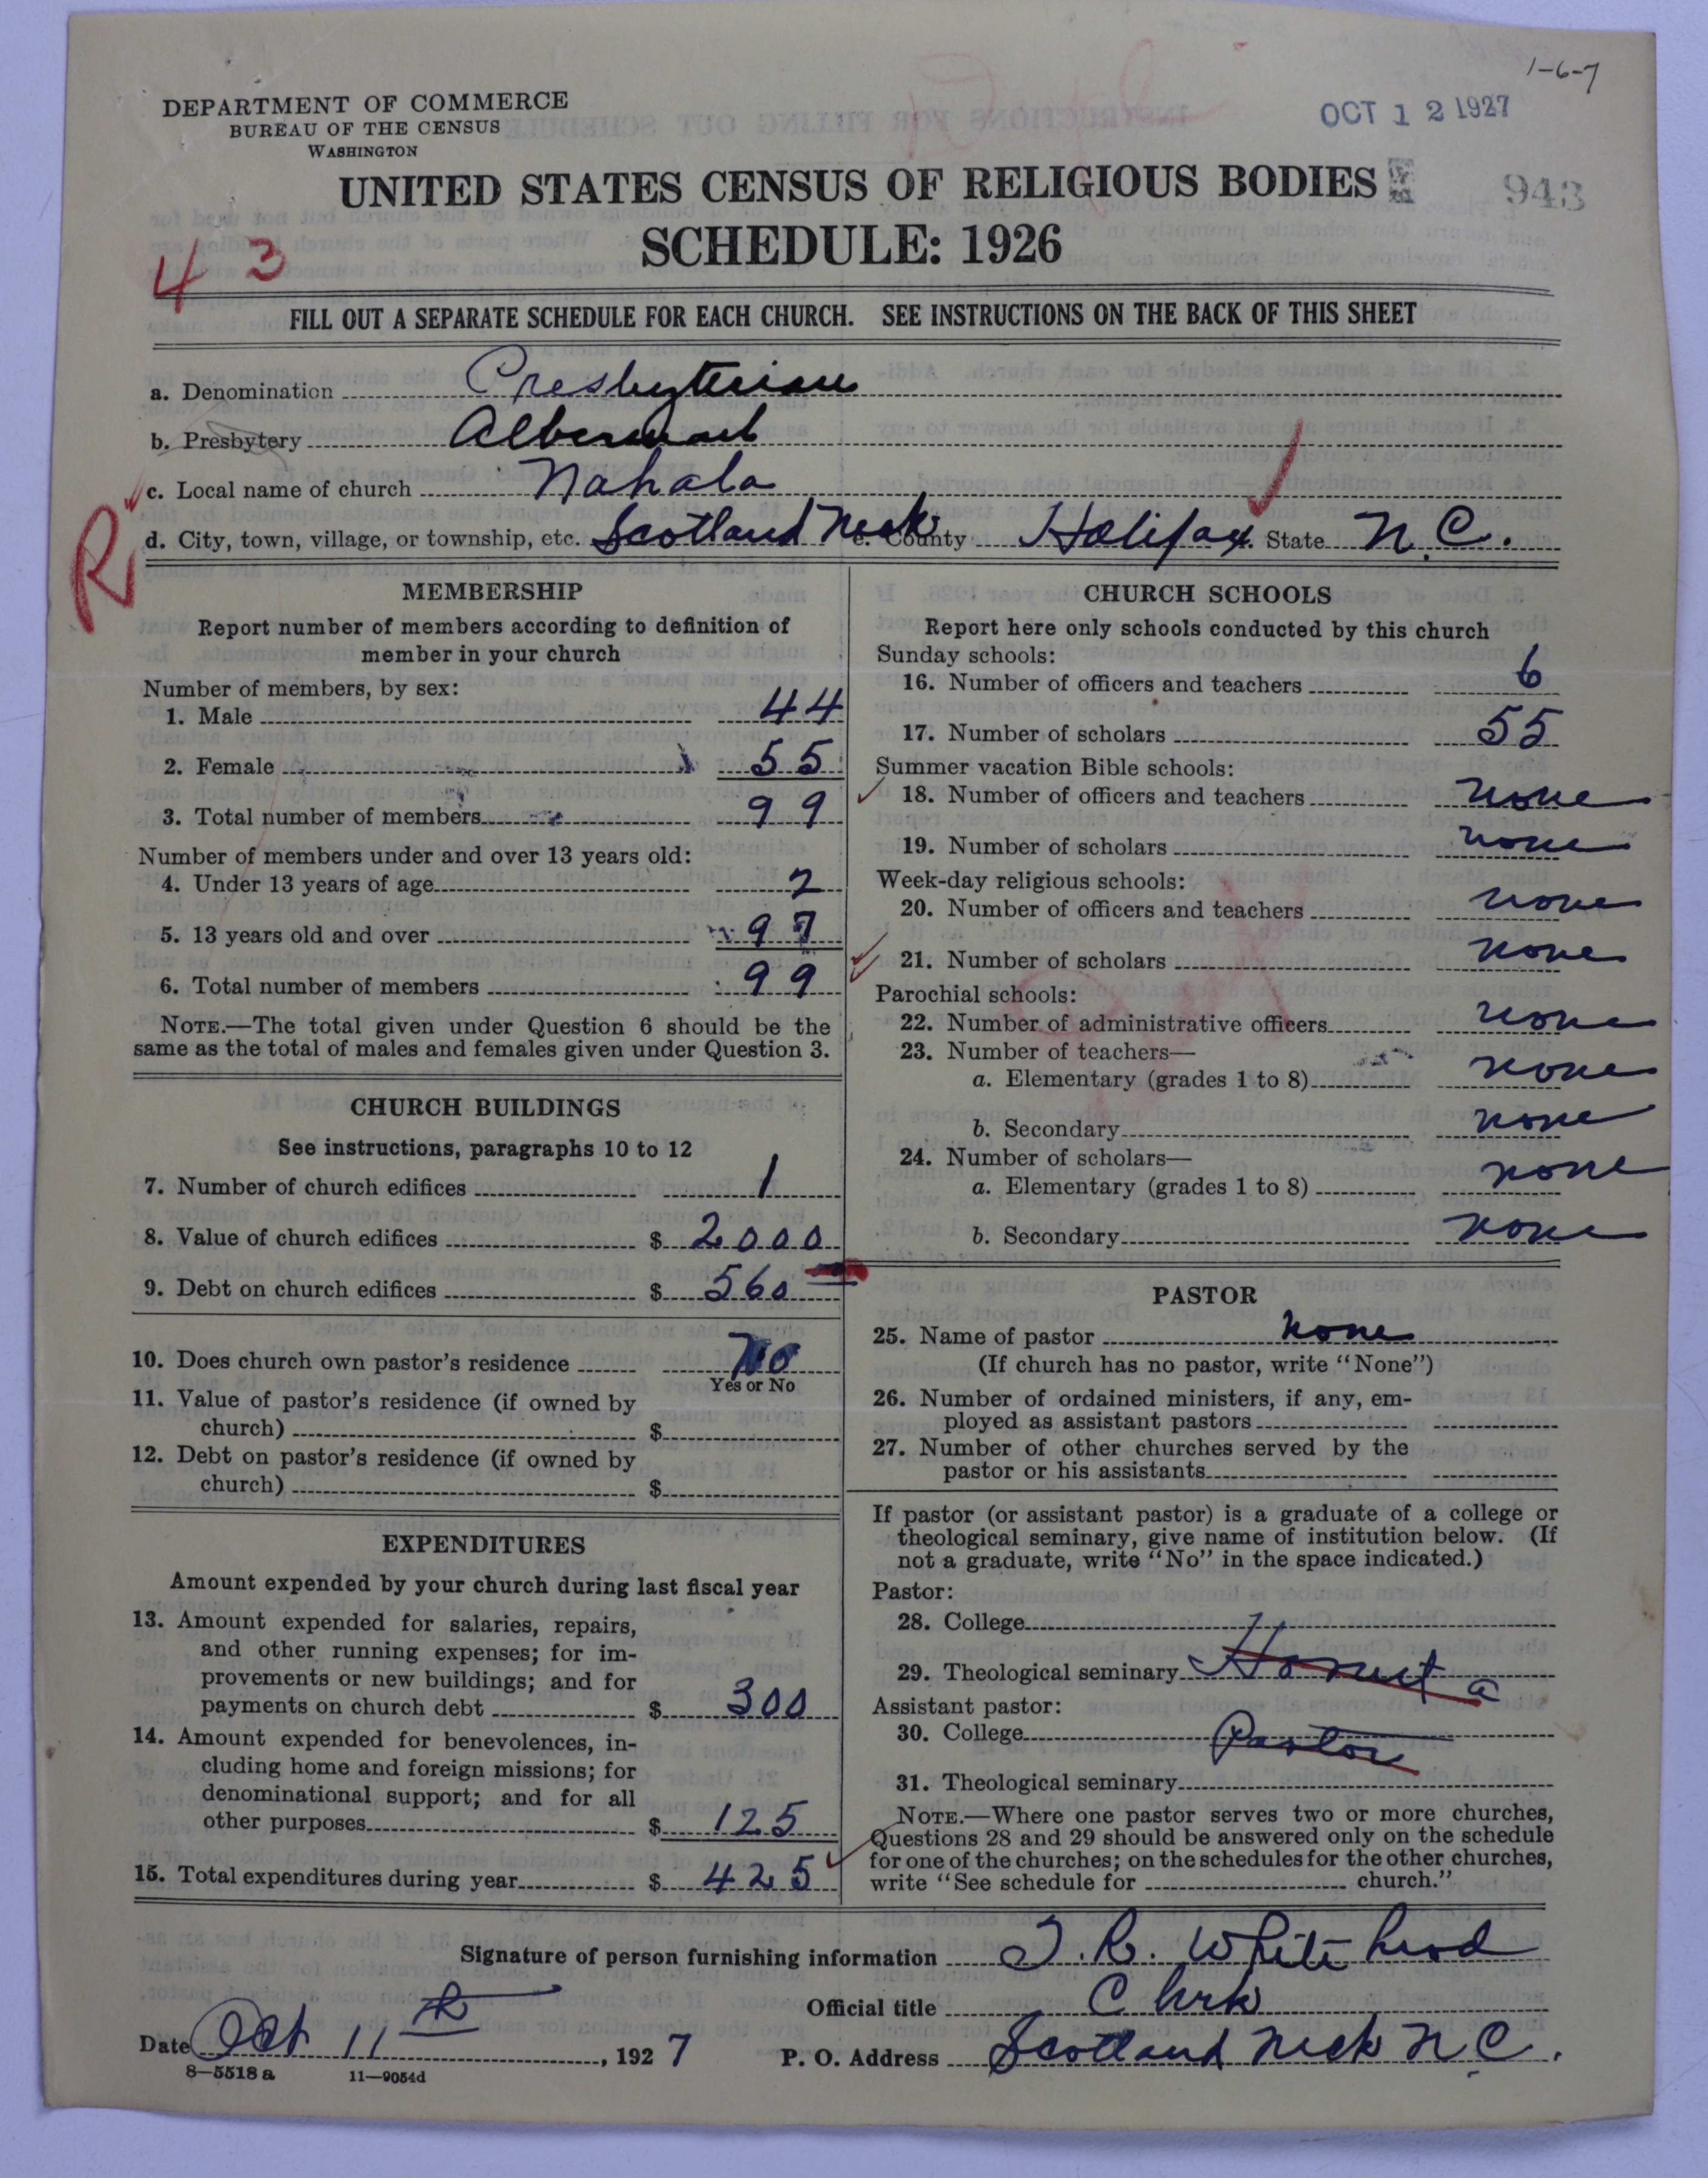 1-6-7
DEPARTMENT OF COMMERCE
BUREAU OF THE CENSUS
WASHINGTON
OCT 12 1927
UNITED STATES CENSUS OF RELIGIOUS BODIES
943
SCHEDULE: 1926
43
FILL OUT A SEPARATE SCHEDULE FOR EACH CHURCH. SEE INSTRUCTIONS ON THE BACK OF THIS SHEET
a. Denomination Presbyterian
b. Presbytery Albermarl
c. Local name of church Nahala
R
d. City, town, village, or township, etc. Scotland Neck e. County Halifax State N.C.
MEMBERSHIP
Report number of members according to definition of
member in your church
Number of members, by sex:
1. Male 44
2. Female 55
3. Total number of members 99
Number of members under and over 13 years old:
4. Under 13 years of age 2
5. 13 years old and over 97
6. Total number of members 99
NOTE.—The total given under Question 6 should be the
same as the total of males and females given under Question 3.
CHURCH BUILDINGS
See instructions, paragraphs 10 to 12
7. Number of church edifices 1
8. Value of church edifices $ 2000
9. Debt on church edifices $ 560
10. Does church own pastor's residence No
Yes or No
11. Value of pastor's residence (if owned by
church) $
12. Debt on pastor's residence (if owned by
church) $
EXPENDITURES
Amount expended by your church during last fiscal year
13. Amount expended for salaries, repairs,
and other running expenses; for im-
provements or new buildings; and for
payments on church debt $ 300
14. Amount expended for benevolences, in-
cluding home and foreign missions; for
denominational support; and for all
other purposes $ 125
15. Total expenditures during year $ 425
CHURCH SCHOOLS
Report here only schools conducted by this church
Sunday schools:
16. Number of officers and teachers 6
17. Number of scholars 55
Summer vacation Bible schools:
18. Number of officers and teachers none
19. Number of scholars none
Week-day religious schools:
20. Number of officers and teachers none
21. Number of scholars none
Parochial schools:
22. Number of administrative officers none
23. Number of teachers—
a. Elementary (grades 1 to 8) none
b. Secondary none
24. Number of scholars—
a. Elementary (grades 1 to 8) none
b. Secondary none
PASTOR
25. Name of pastor none
(If church has no pastor, write "None")
26. Number of ordained ministers, if any, em-
ployed as assistant pastors
27. Number of other churches served by the
pastor or his assistants
If pastor (or assistant pastor) is a graduate of a college or
theological seminary, give name of institution below. (If
not a graduate, write "No" in the space indicated.)
Pastor:
28. College
29. Theological seminary a
Assistant pastor:
30. College Pastor
31. Theological seminary
NOTE.—Where one pastor serves two or more churches,
Questions 28 and 29 should be answered only on the schedule
for one of the churches; on the schedules for the other churches,
write "See schedule for church."
Signature of person furnishing information J. R. White head
Official title Clerk
Date Oct 11th, 1927 P. O. Address Scotland Neck N.C.
8—5518 a 11—9054d